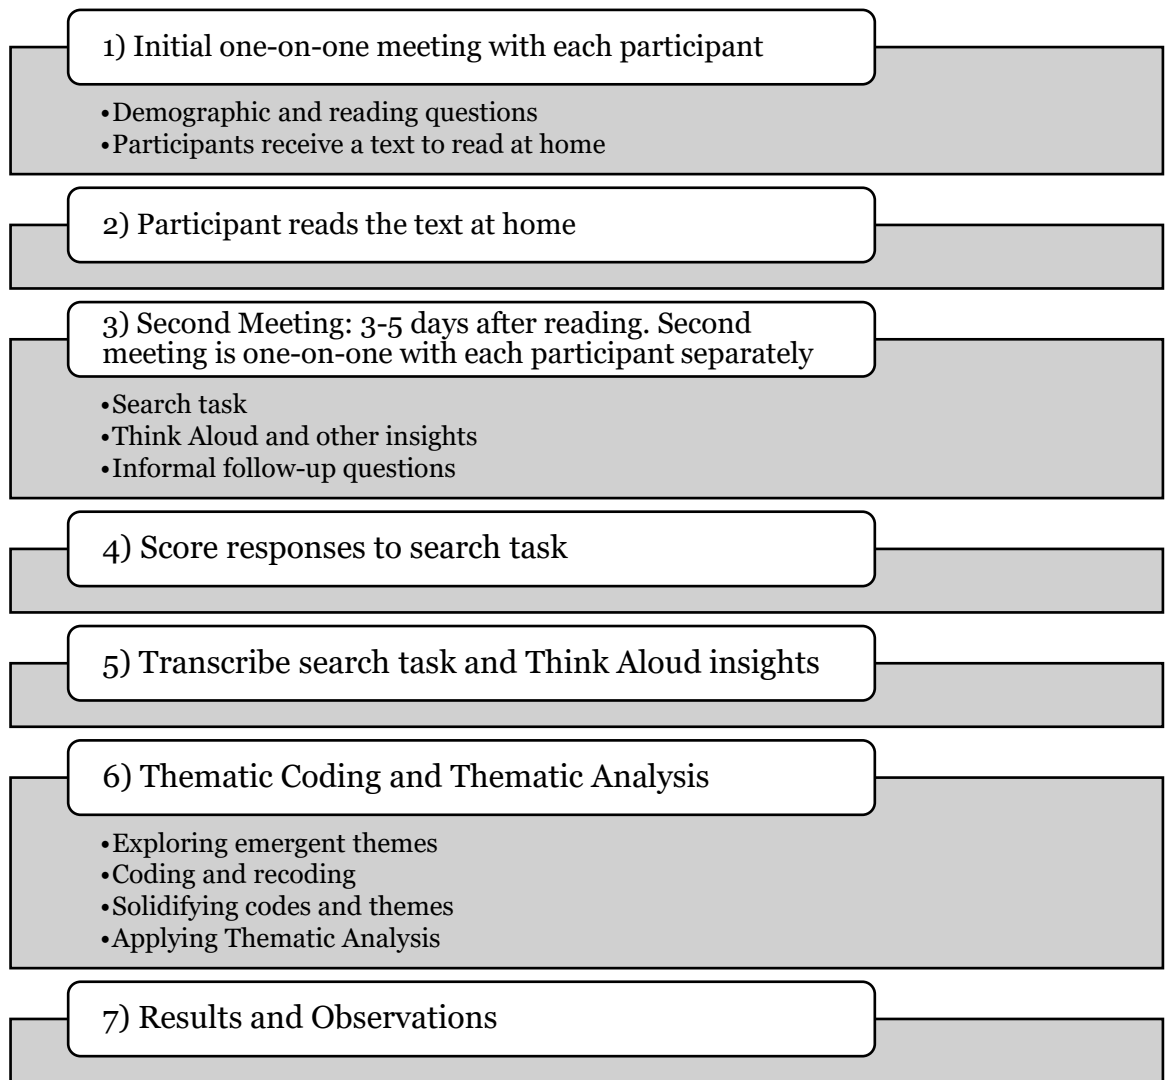 1) Initial one-on-one meeting with each participant
•Demographic and reading questions
•Participants receive a text to read at home
2) Participant reads the text at home
3) Second Meeting: 3-5 days after reading. Second
meeting is one-on-one with each participant separately
•Search task
•Think Aloud and other insights
•Informal follow-up questions
4) Score responses to search task
5) Transcribe search task and Think Aloud insights
6) Thematic Coding and Thematic Analysis
•Exploring emergent themes
•Coding and recoding
•Solidifying codes and themes
•Applying Thematic Analysis
7) Results and Observations